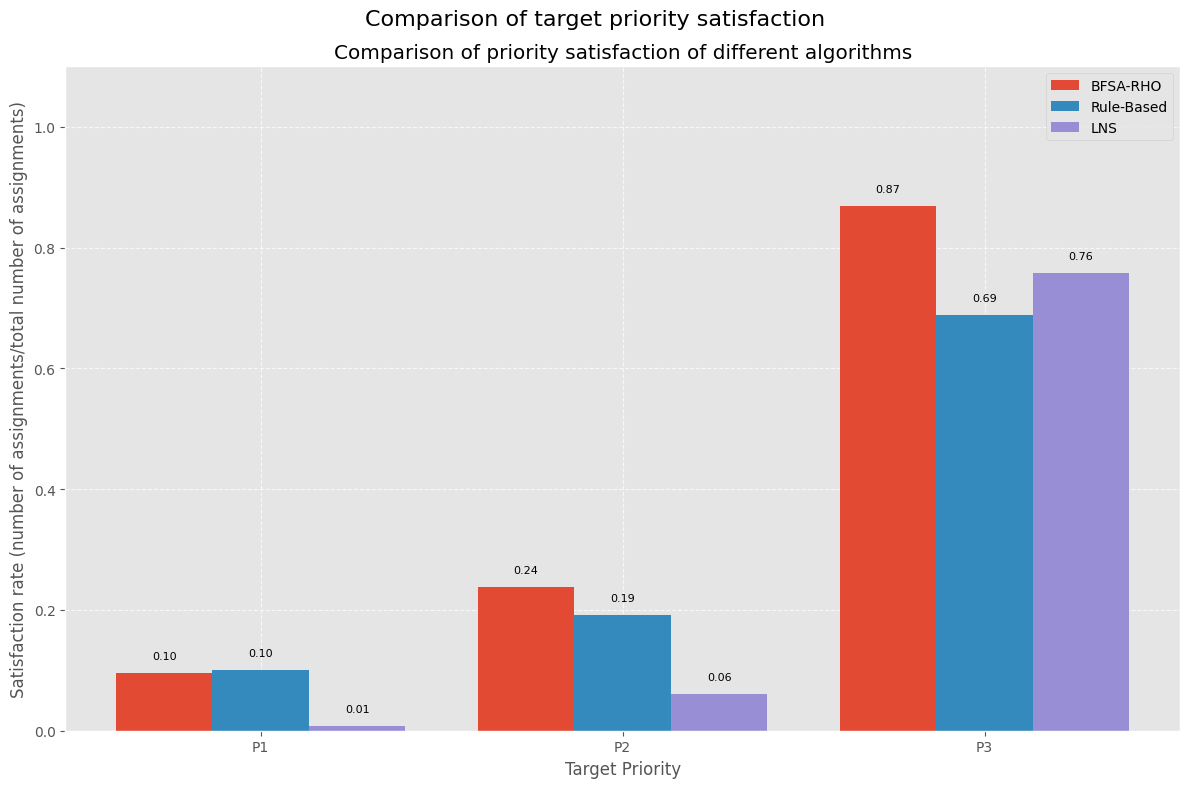 Comparison of target priority satisfaction
Comparison of priority satisfaction of different algorithms
Satisfaction rate (number of assignments/total number of assignments)
1.0
0.8
0.6
0.4
0.2
0.0
BFSA-RHO
Rule-Based
LNS
0.10
0.10
0.01
0.24
0.19
0.06
0.87
0.69
0.76
P1
P2
P3
Target Priority